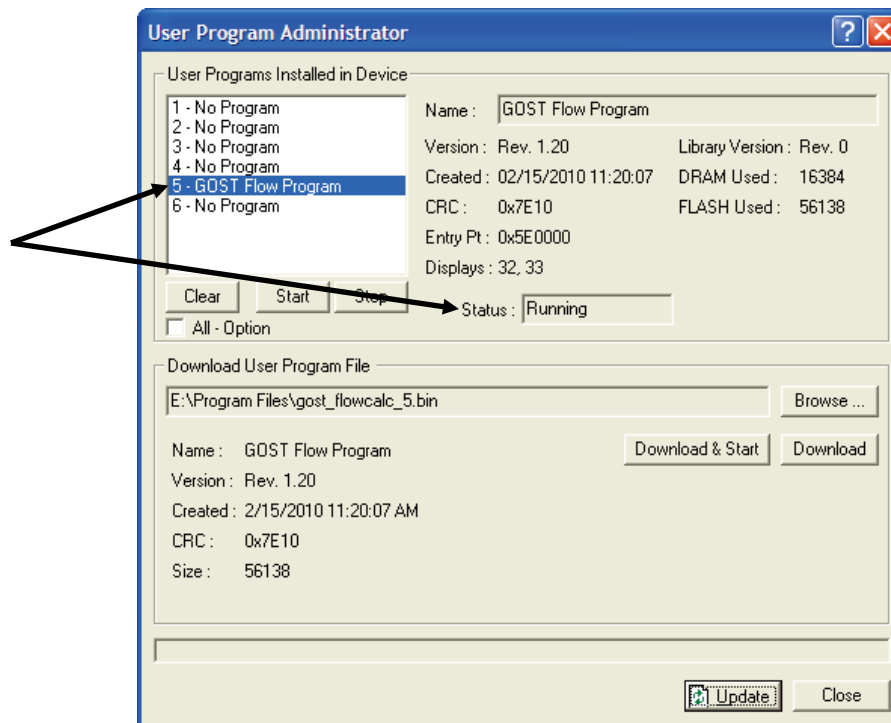 User Program Administrator
User Programs Installed in Device
1 - No Program
2 - No Program
3 - No Program
4 - No Program
5 - GOST Flow Program
6 - No Program
Name : GOST Flow Program
Version : Rev. 1.20 Library Version : Rev. 0
Created : 02/15/2010 11:20:07 DRAM Used : 16384
CRC : 0x7E10 FLASH Used : 56138
Entry Pt : 0x5E0000
Displays : 32, 33
Clear Start Stop
Status : Running
All - Option
Download User Program File
E:\Program Files\gost_flowcalc_5.bin Browse ...
Name : GOST Flow Program Download & Start Download
Version : Rev. 1.20
Created : 2/15/2010 11:20:07 AM
CRC : 0x7E10
Size : 56138
Update Close